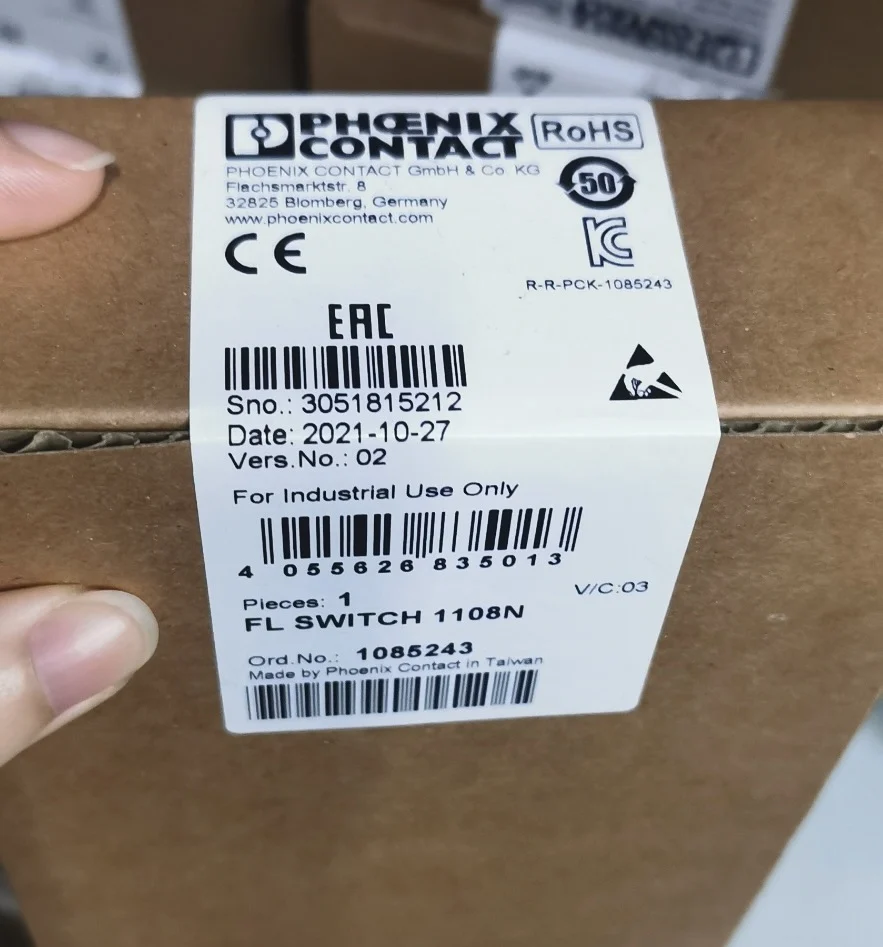 PHŒNIX
CONTACT
RoHS
PHOENIX CONTACT GmbH & Co. KG
Flachsmarktstr. 8
32825 Blomberg, Germany
www.phoenixcontact.com
50
CE
KC
R-R-PCK-1085243
EAC
Sno.: 3051815212
Date: 2021-10-27
Vers.No.: 02
For Industrial Use Only
4 055626 835013
Pieces: 1
V/C:03
FL SWITCH 1108N
Ord.No.: 1085243
Made by Phoenix Contact in Taiwan